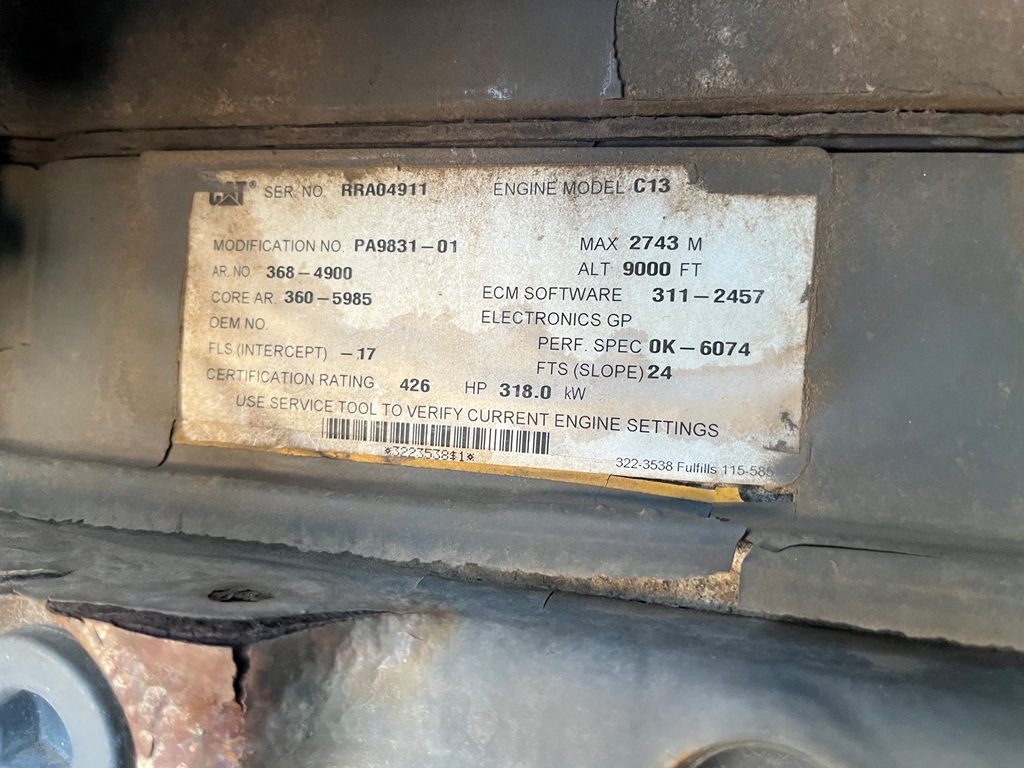 CAT® SER. NO. RRA04911 ENGINE MODEL C13
MODIFICATION NO. PA9831-01 MAX 2743 M
AR. NO 368-4900 ALT 9000 FT
CORE AR. 360-5985 ECM SOFTWARE 311-2457
OEM NO. ELECTRONICS GP
FLS (INTERCEPT) -17 PERF. SPEC 0K-6074
FTS (SLOPE) 24
CERTIFICATION RATING 426 HP 318.0 kW
USE SERVICE TOOL TO VERIFY CURRENT ENGINE SETTINGS
*3223538$1*
322-3538 Fulfills 115-585